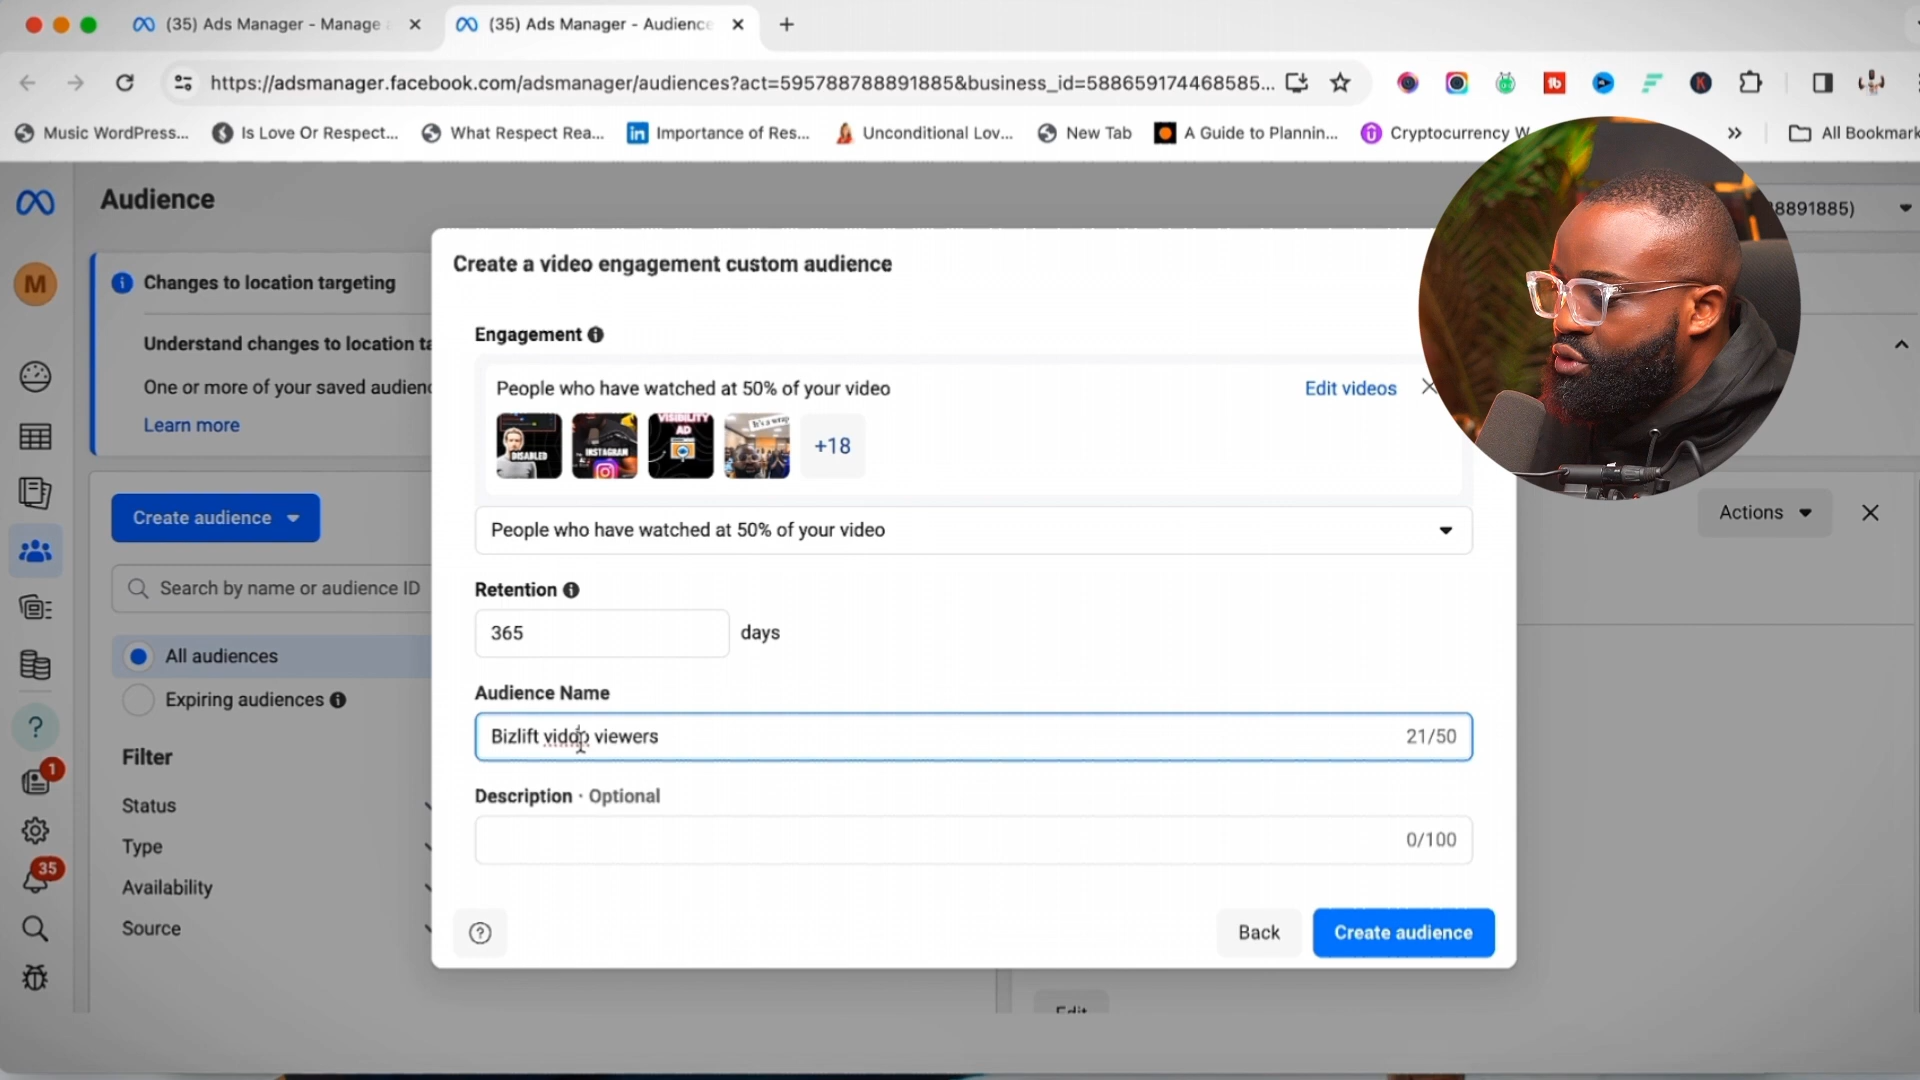 (35) Ads Manager - Manage
(35) Ads Manager - Audience
https://adsmanager.facebook.com/adsmanager/audiences?act=595788788891885&business_id=588659174468585...
Music WordPress...
Is Love Or Respect...
What Respect Rea...
Importance of Res...
Unconditional Lov...
New Tab
A Guide to Plannin...
Cryptocurrency W
All Bookmark
Audience
88891885)
M
Changes to location targeting
Understand changes to location ta
One or more of your saved audienc
Learn more
Create audience
Search by name or audience ID
All audiences
Expiring audiences
Filter
Status
Type
Availability
Source
1
35
Create a video engagement custom audience
Engagement
People who have watched at 50% of your video
Edit videos
DISABLED
INSTAGRAM
VISIBILITY
AD
It's a wrap
+18
People who have watched at 50% of your video
Retention
365
days
Audience Name
Bizlift vidoo viewers
21/50
Description · Optional
0/100
Back
Create audience
Actions
Edit